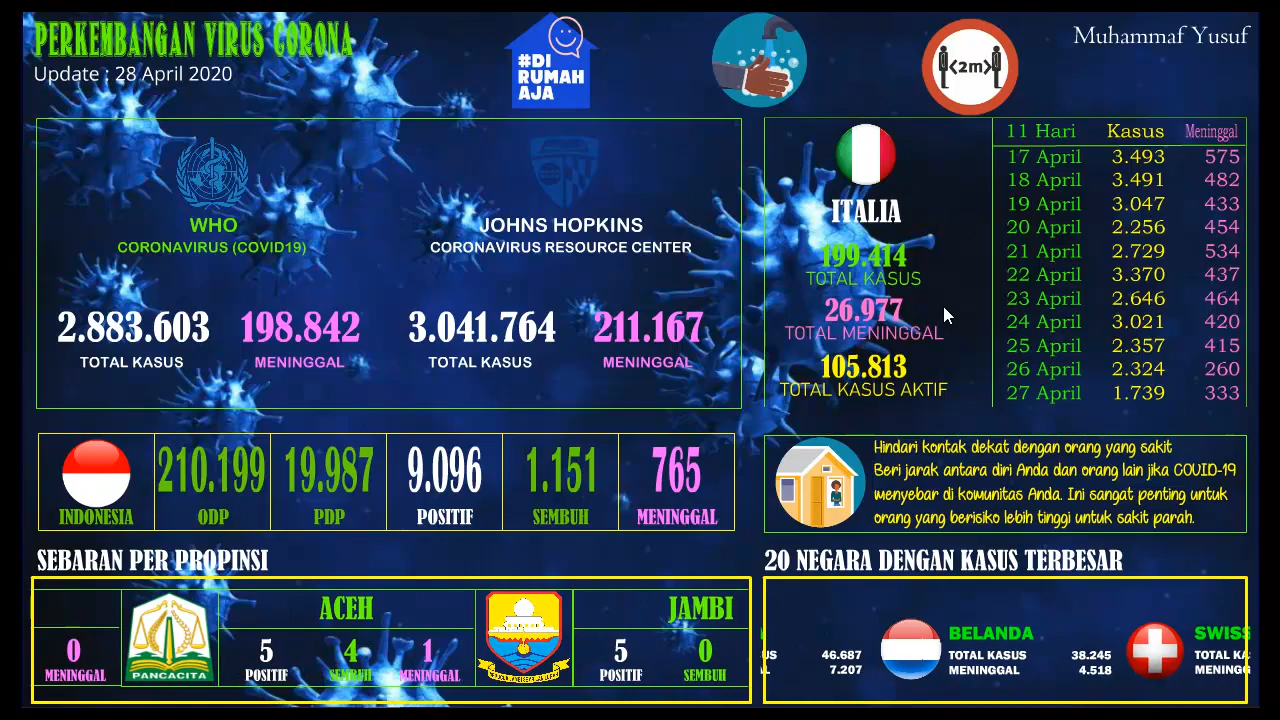 PERKEMBANGAN VIRUS CORONA
Update : 28 April 2020
#DI
RUMAH
AJA
<2m>
Muhammaf Yusuf
WHO
CORONAVIRUS (COVID19)
2.883.603
TOTAL KASUS
198.842
MENINGGAL
JOHNS HOPKINS
CORONAVIRUS RESOURCE CENTER
3.041.764
TOTAL KASUS
211.167
MENINGGAL
ITALIA
199.414
TOTAL KASUS
26.977
TOTAL MENINGGAL
105.813
TOTAL KASUS AKTIF
11 Hari Kasus Meninggal
17 April 3.493 575
18 April 3.491 482
19 April 3.047 433
20 April 2.256 454
21 April 2.729 534
22 April 3.370 437
23 April 2.646 464
24 April 3.021 420
25 April 2.357 415
26 April 2.324 260
27 April 1.739 333
INDONESIA
210.199
ODP
19.987
PDP
9.096
POSITIF
1.151
SEMBUH
765
MENINGGAL
Hindari kontak dekat dengan orang yang sakit
Beri jarak antara diri Anda dan orang lain jika COVID-19
menyebar di komunitas Anda. Ini sangat penting untuk
orang yang berisiko lebih tinggi untuk sakit parah.
SEBARAN PER PROPINSI
0
MENINGGAL
PANCACITA
ACEH
5
POSITIF
4
SEMBUH
1
MENINGGAL
JAMBI
5
POSITIF
0
SEMBUH
20 NEGARA DENGAN KASUS TERBESAR
US 46.687
L 7.207
BELANDA
TOTAL KASUS 38.245
MENINGGAL 4.518
SWISS
TOTAL KA
MENINGG